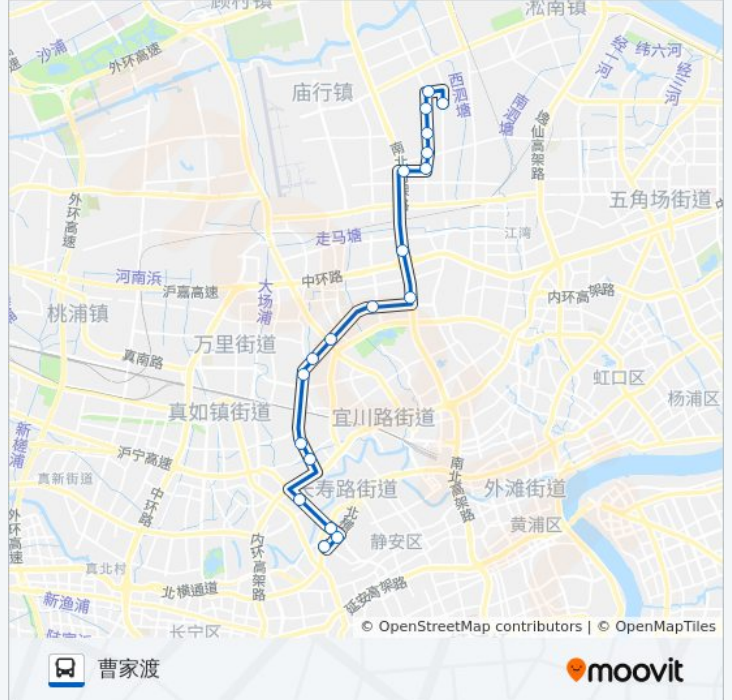 顾村镇
淞南镇
沙浦
外环高速
经二河
纬六河
经三河
庙行镇
西泗塘
南泗塘
逸仙高架路
五角场街道
外环高速
走马塘
江湾
河南浜
沪嘉高速
中环路
大场浦
内环高架路
桃浦镇
万里街道
真南路
虹口区
杨浦区
真如镇街道
宜川路街道
新槎浦
沪宁高速
真新街道
中环路
长寿路街道
南北高架路
外滩街道
黄浦区
外环高速
静安区
内环高架路
真北村
北横通道
延安高架路
新渔浦
长宁区
© OpenStreetMap contributors | © OpenMapTiles
曹家渡
moovit